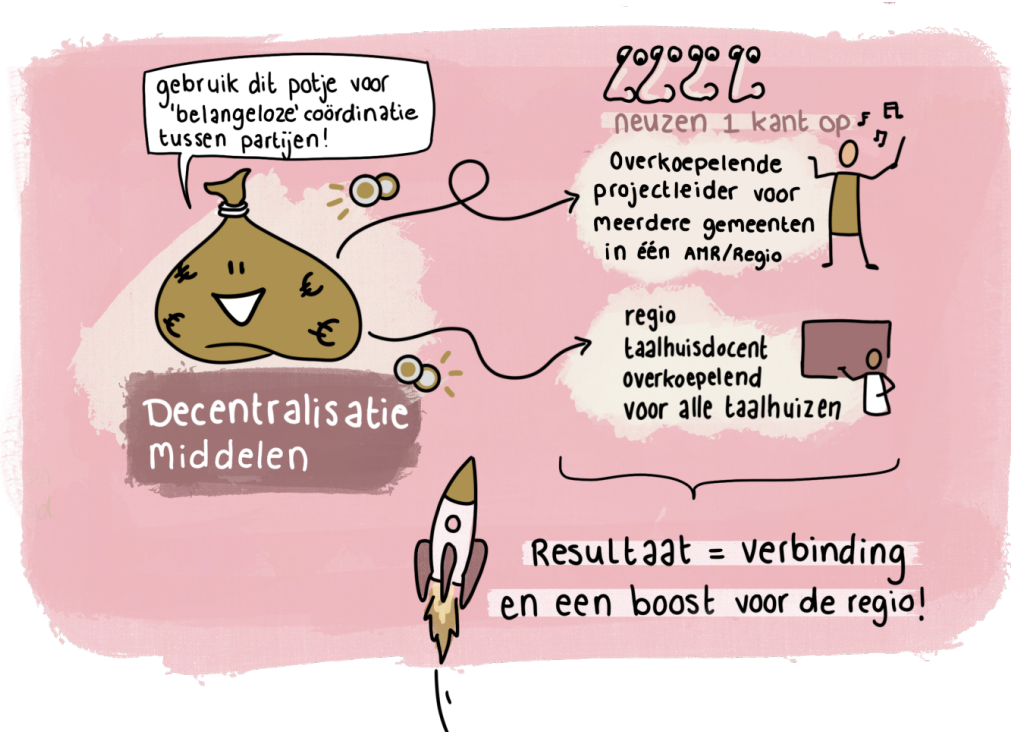 gebruik dit potje voor
'belangeloze' coördinatie
tussen partijen!
Decentralisatie
middelen
neuzen 1 kant op
Overkoepelende
projectleider voor
meerdere gemeenten
in één AMR/Regio
regio
taalhuisdocent
overkoepelend
voor alle taalhuizen
Resultaat = verbinding
en een boost voor de regio!